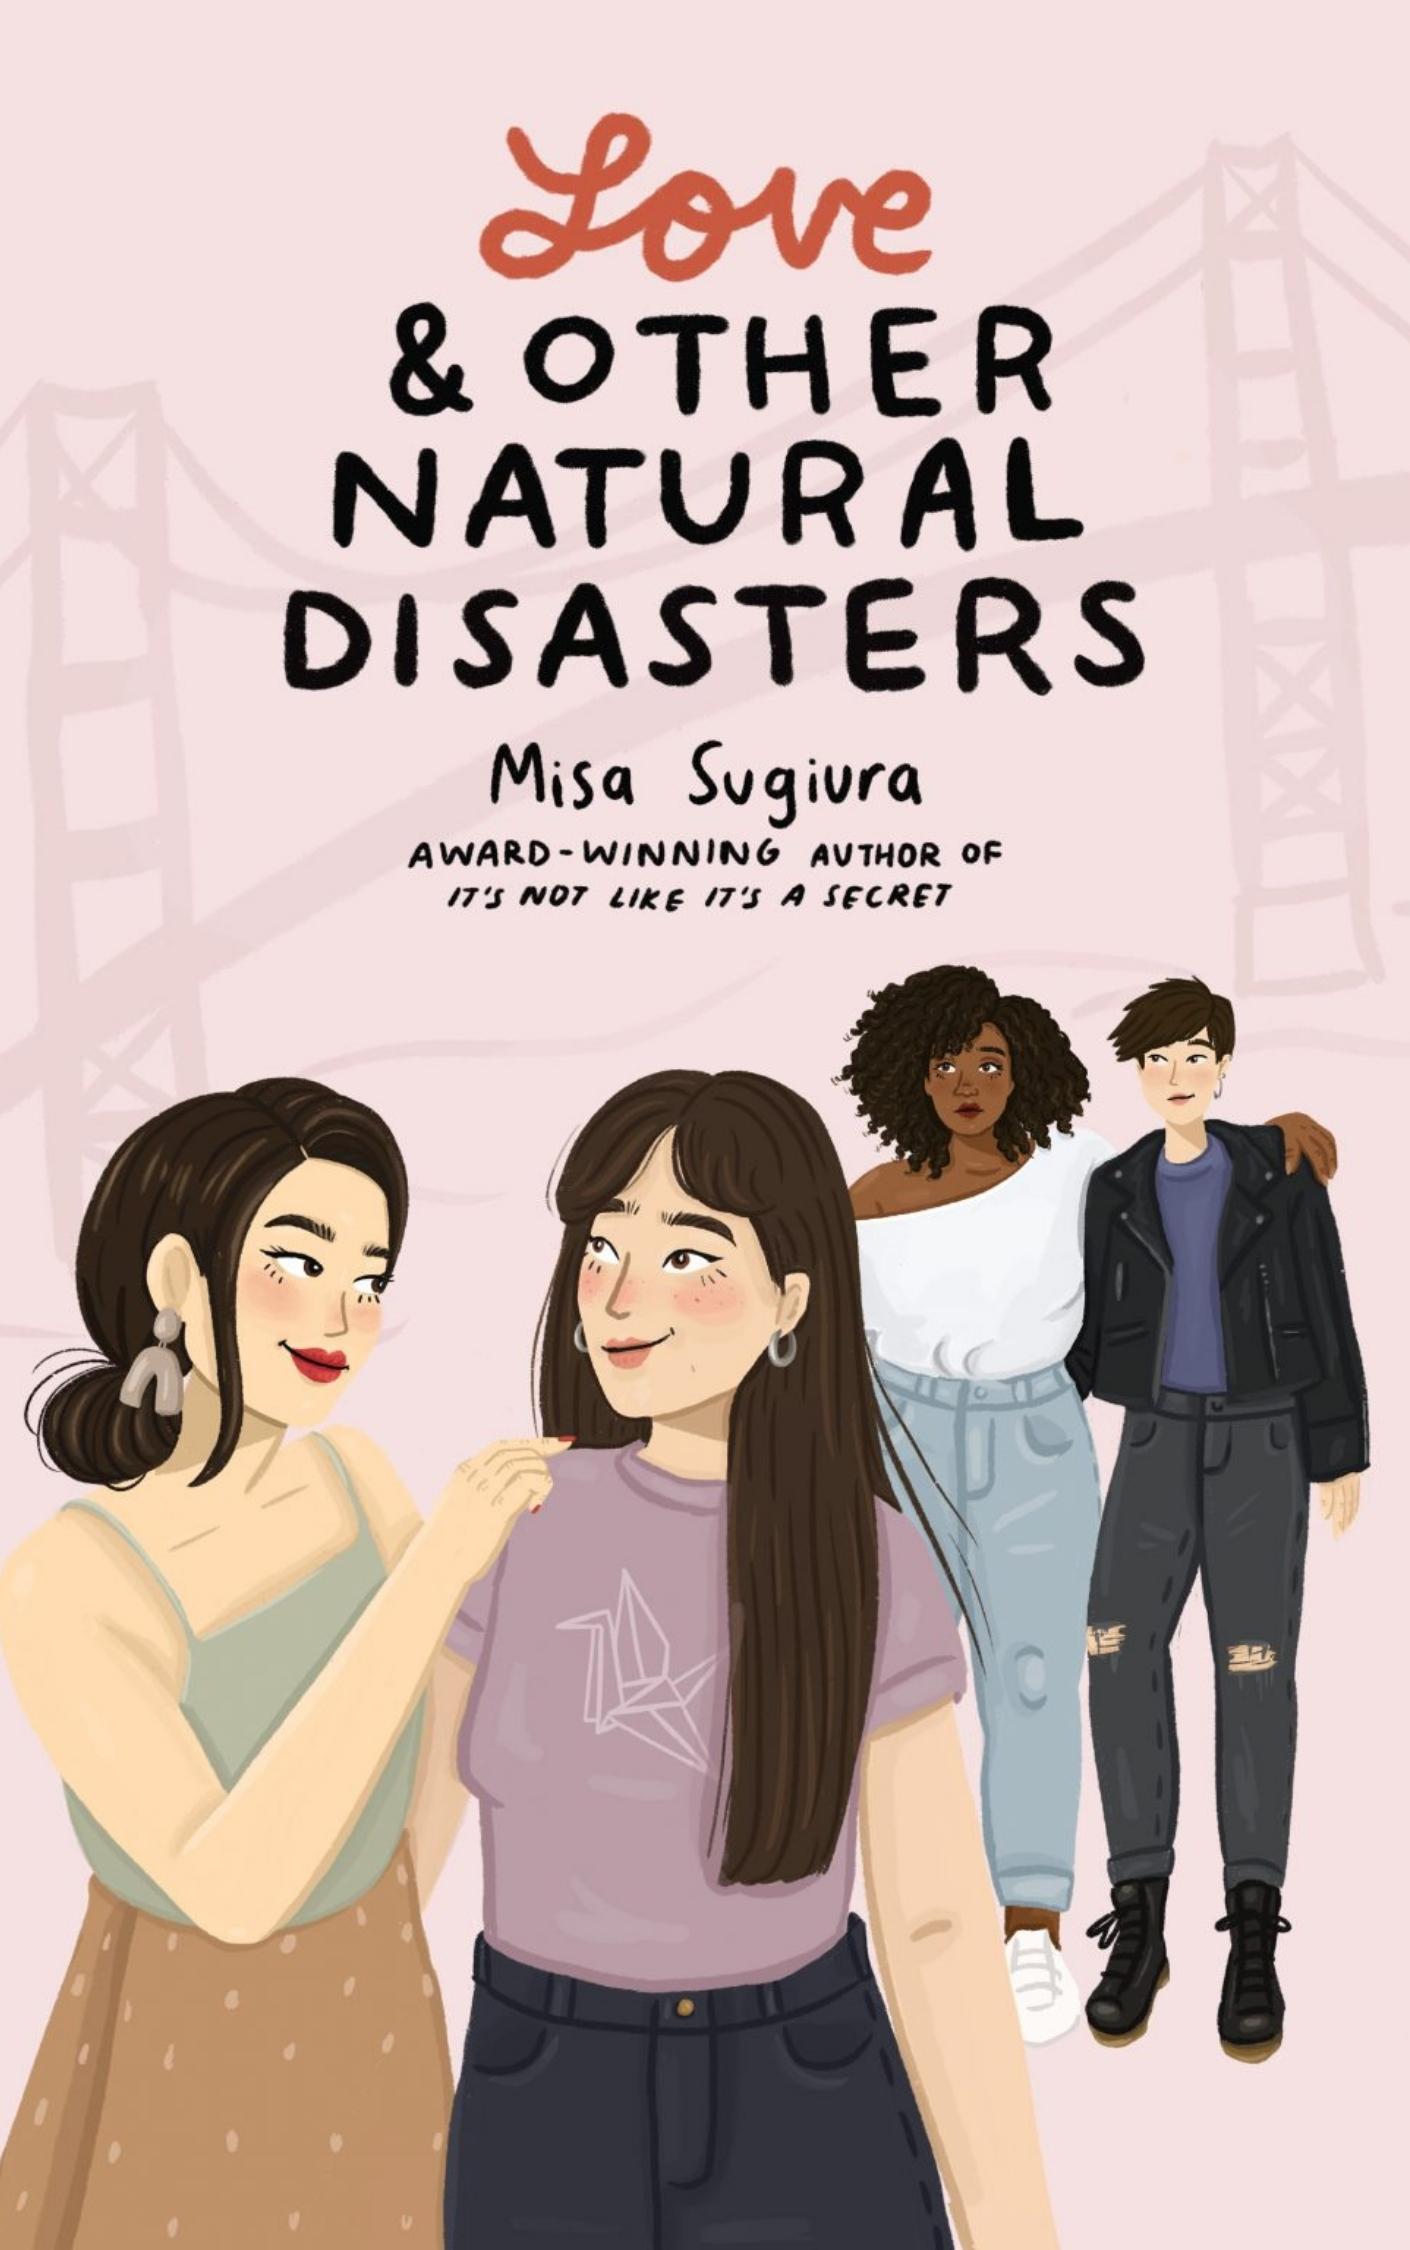 Love
& OTHER
NATURAL
DISASTERS
Misa Sugiura
AWARD-WINNING AUTHOR OF
IT'S NOT LIKE IT'S A SECRET